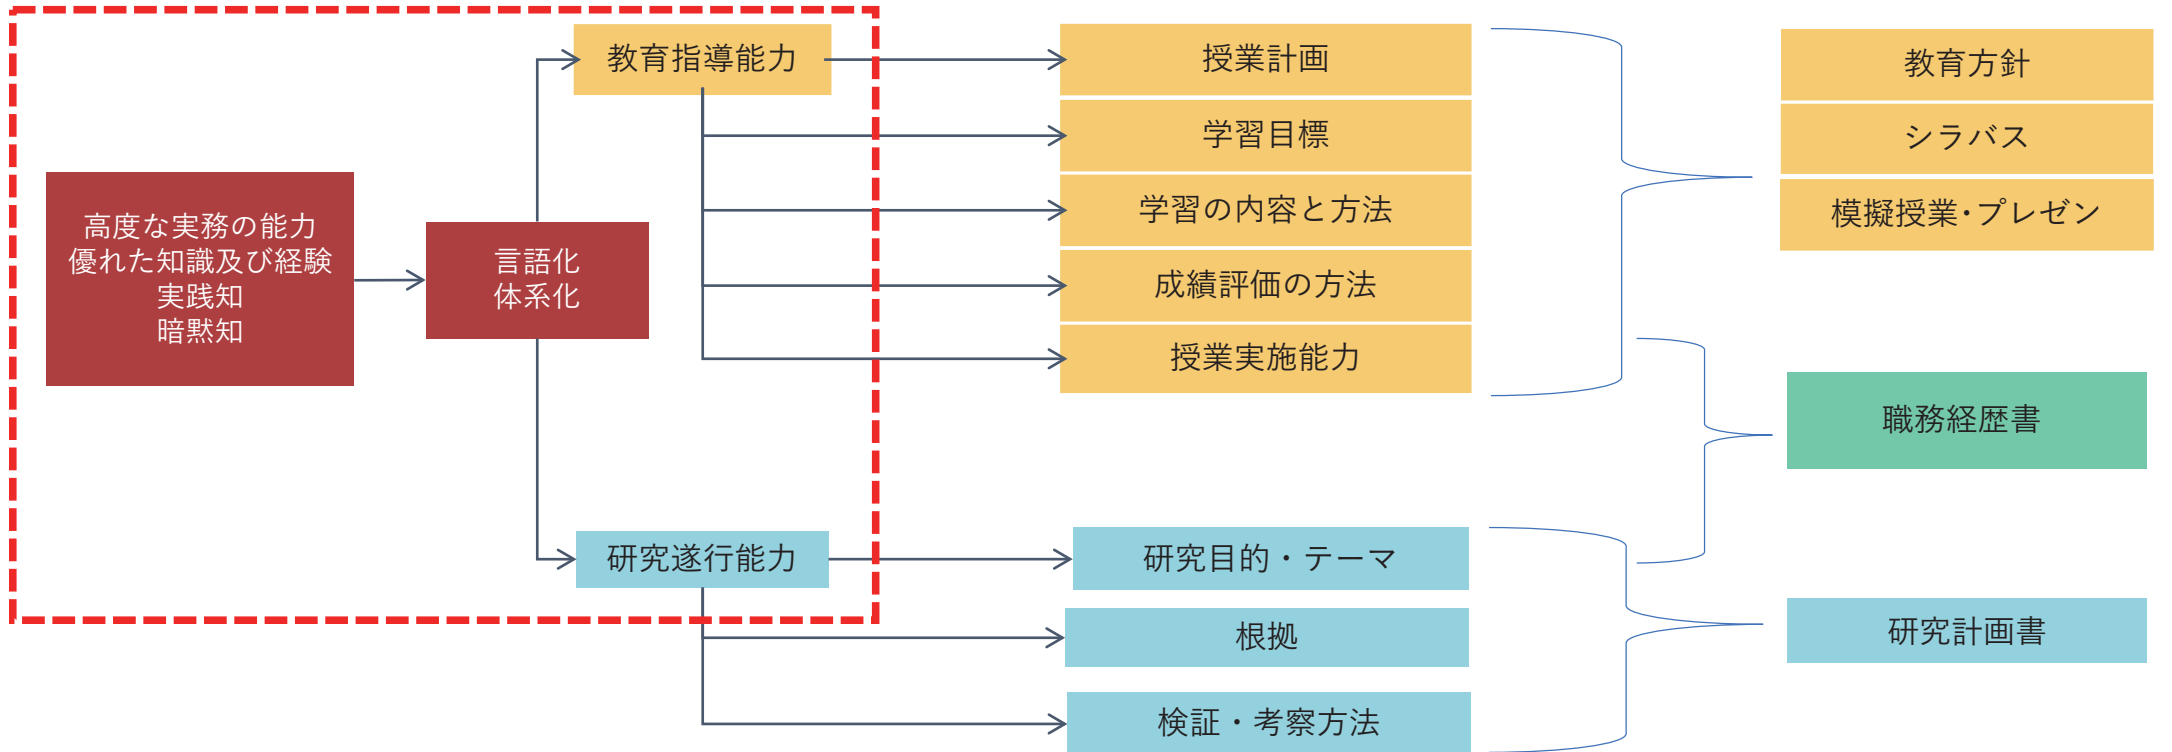 高度な実務の能力
優れた知識及び経験
実践知
暗黙知
言語化
体系化
教育指導能力
研究遂行能力
授業計画
学習目標
学習の内容と方法
成績評価の方法
授業実施能力
研究目的・テーマ
根拠
検証・考察方法
教育方針
シラバス
模擬授業・プレゼン
職務経歴書
研究計画書